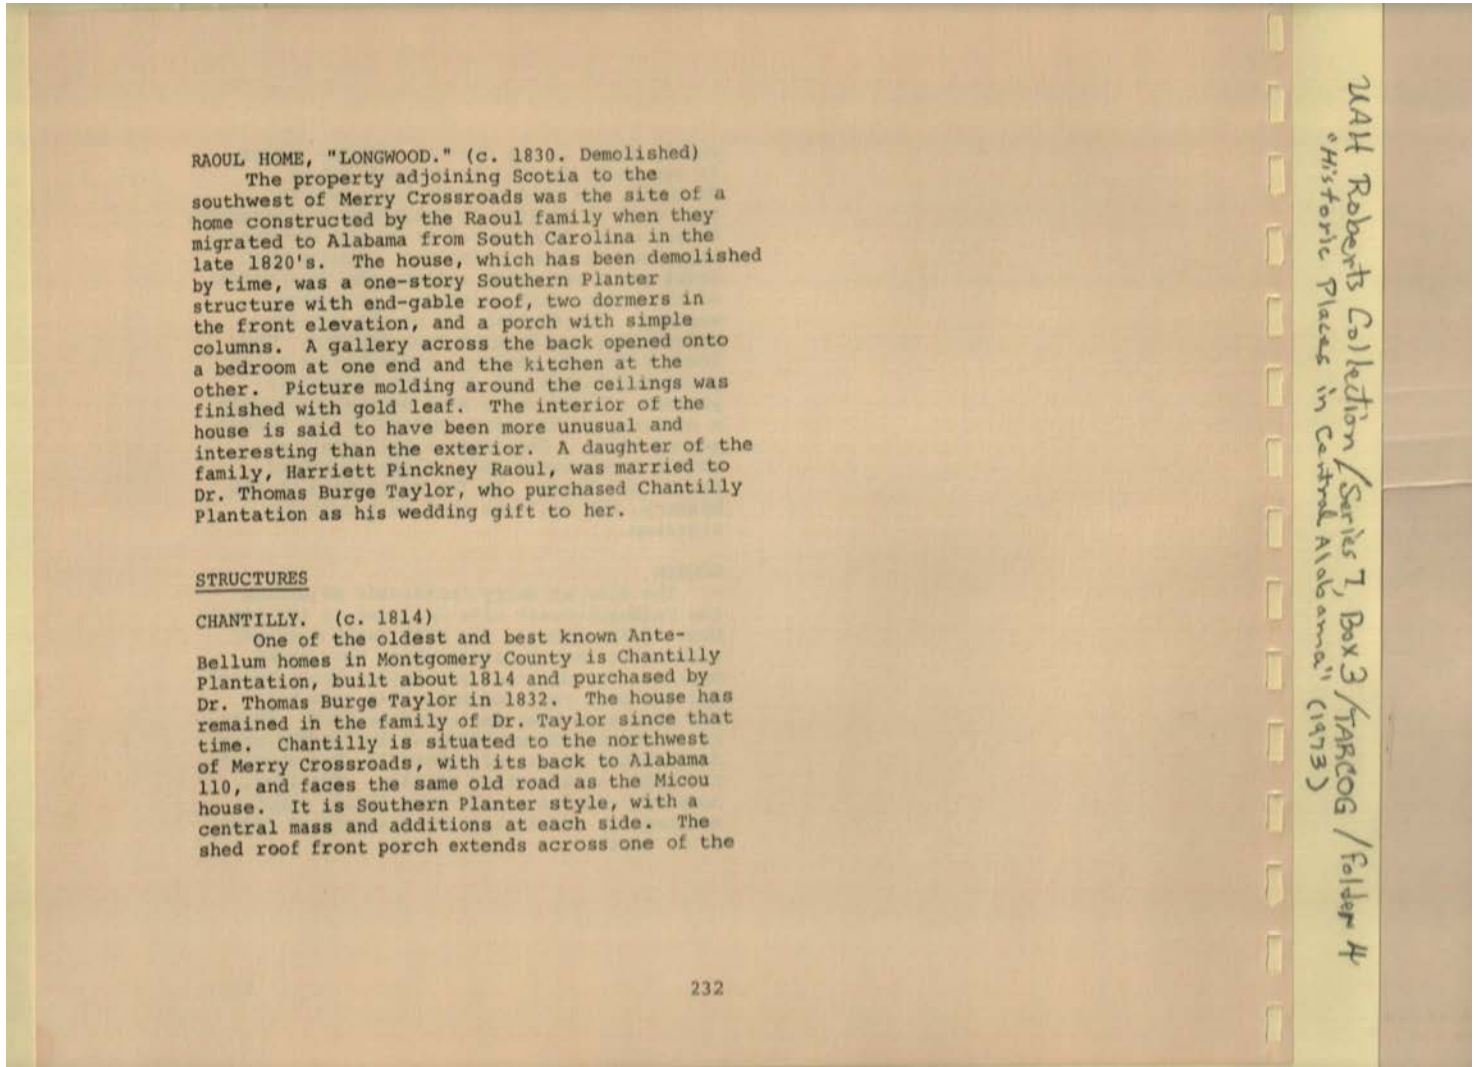 RAOUL HOME, "LONGWOOD." (c. 1830. Demolished)
The property adjoining Scotia to the
southwest of Merry Crossroads was the site of a
home constructed by the Raoul family when they
migrated to Alabama from South Carolina in the
late 1820's. The house, which has been demolished
by time, was a one-story Southern Planter
structure with end-gable roof, two dormers in
the front elevation, and a porch with simple
columns. A gallery across the back opened onto
a bedroom at one end and the kitchen at the
other. Picture molding around the ceilings was
finished with gold leaf. The interior of the
house is said to have been more unusual and
interesting than the exterior. A daughter of the
family, Harriett Pinckney Raoul, was married to
Dr. Thomas Burge Taylor, who purchased Chantilly
Plantation as his wedding gift to her.
STRUCTURES
CHANTILLY. (c. 1814)
One of the oldest and best known Ante-
Bellum homes in Montgomery County is Chantilly
Plantation, built about 1814 and purchased by
Dr. Thomas Burge Taylor in 1832. The house has
remained in the family of Dr. Taylor since that
time. Chantilly is situated to the northwest
of Merry Crossroads, with its back to Alabama
110, and faces the same old road as the Micou
house. It is Southern Planter style, with a
central mass and additions at each side. The
shed roof front porch extends across one of the
232
UAH Roberts Collection/Series 7, Box 3/TARCOG/Folder 4
"Historic Places in Central Alabama" (1973)